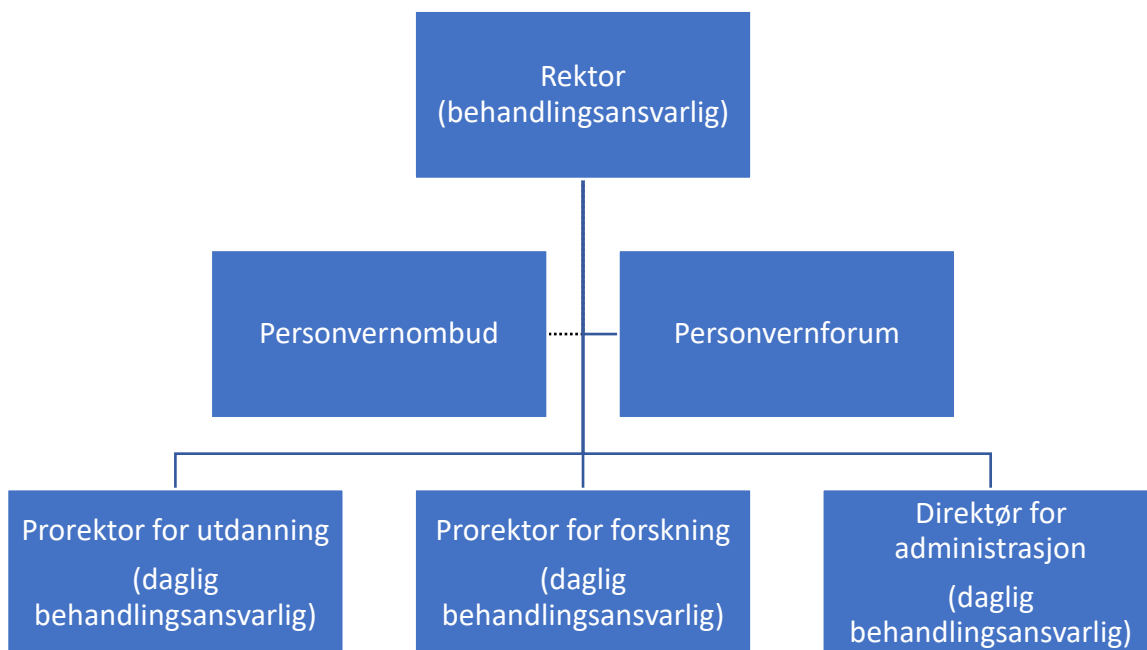 Rektor
(behandlingsansvarlig)
Personvernombud
Personvernforum
Prorektor for utdanning
(daglig
behandlingsansvarlig)
Prorektor for forskning
(daglig
behandlingsansvarlig)
Direktør for
administrasjon
(daglig
behandlingsansvarlig)